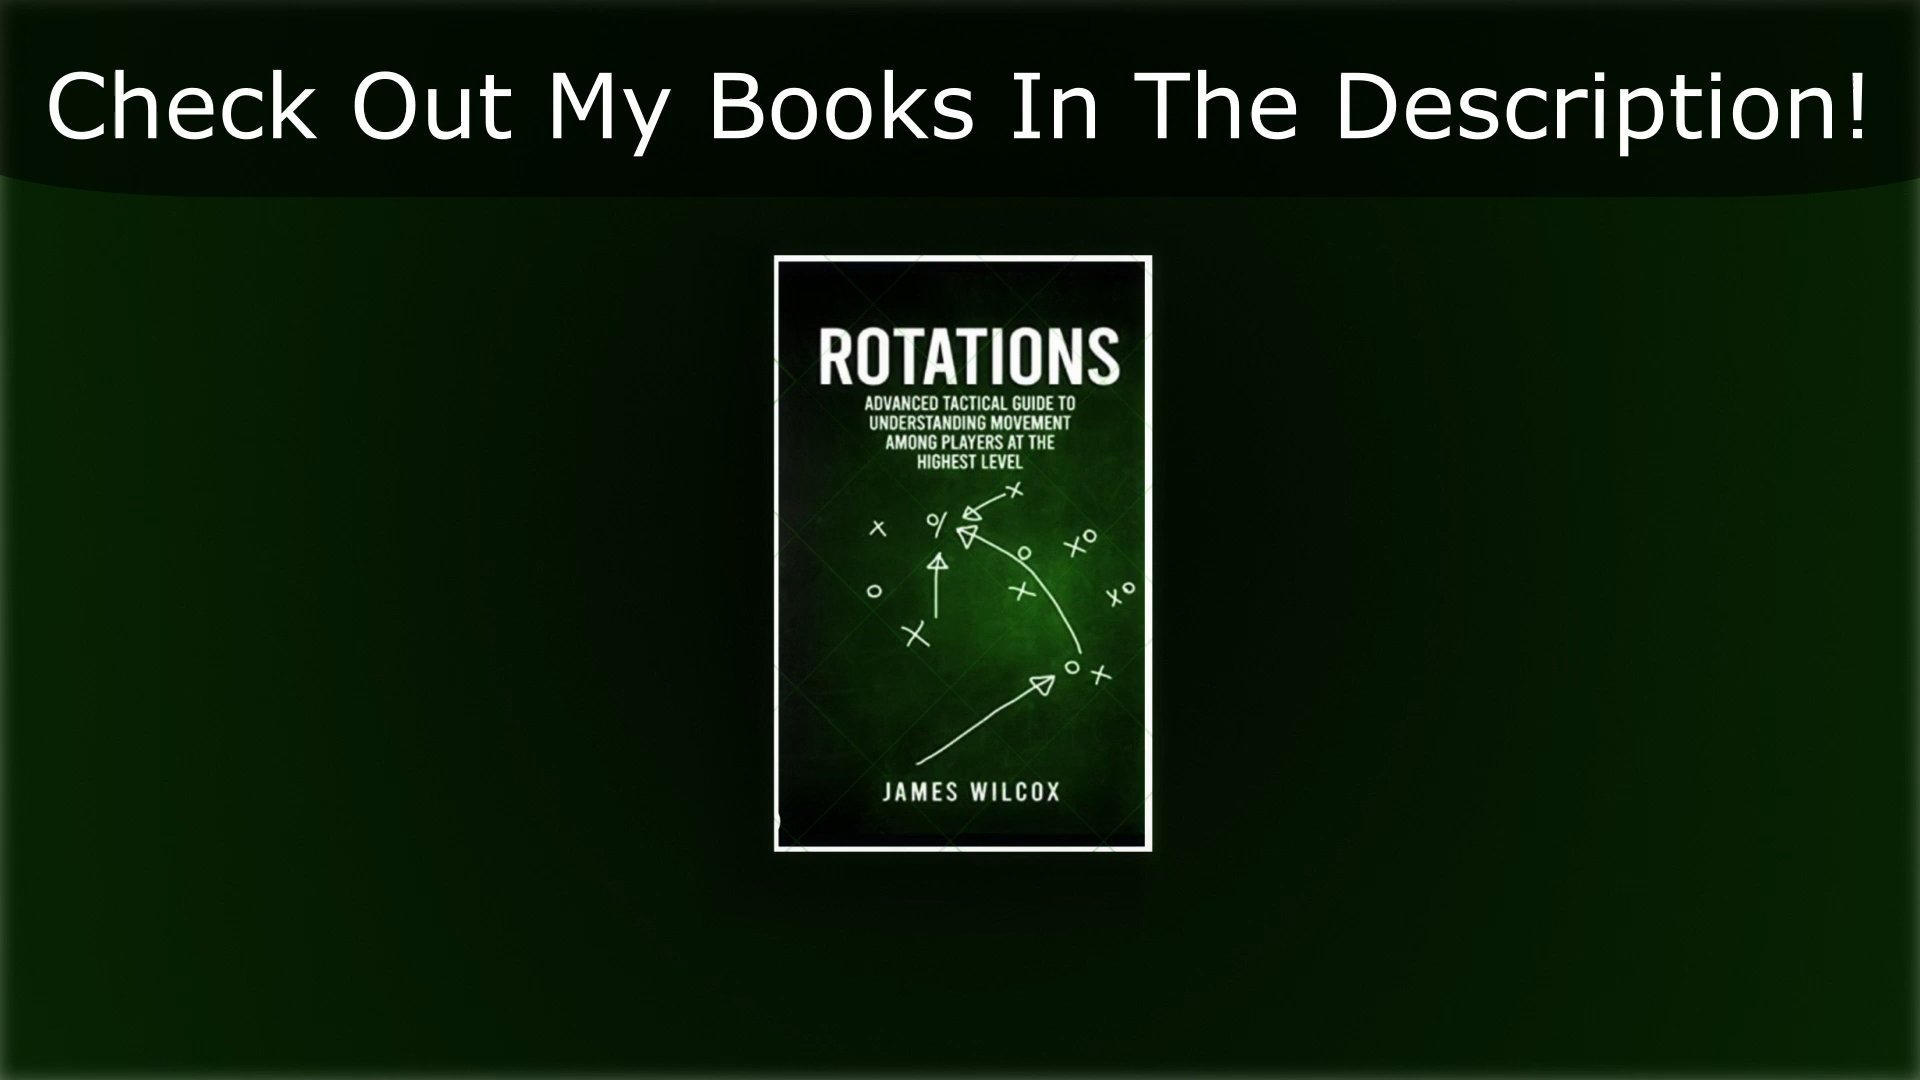 Check Out My Books In The Description!
ROTATIONS
ADVANCED TACTICAL GUIDE TO
UNDERSTANDING MOVEMENT
AMONG PLAYERS AT THE
HIGHEST LEVEL
JAMES WILCOX